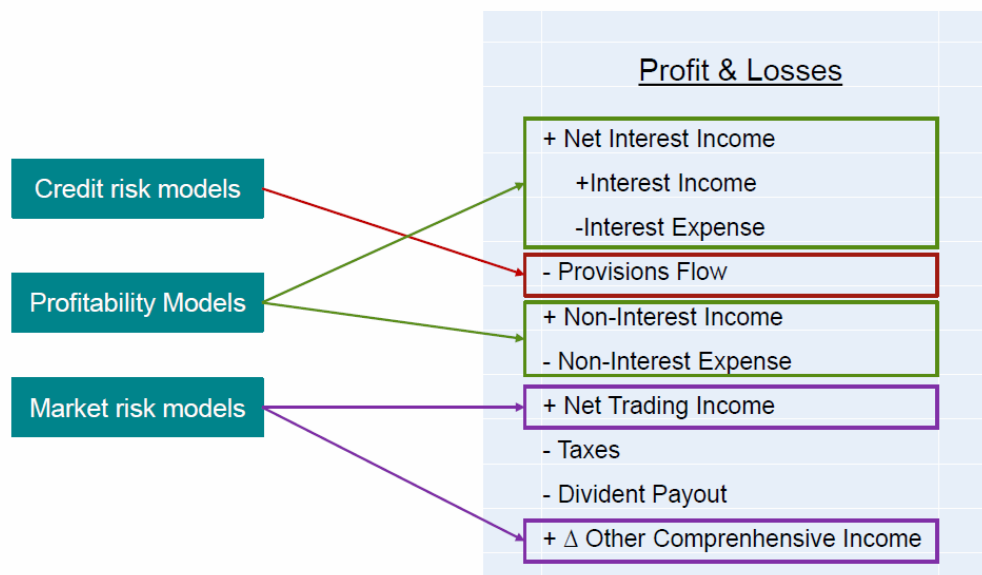 Profit & Losses
Credit risk models
Profitability Models
Market risk models
+ Net Interest Income
+Interest Income
-Interest Expense
- Provisions Flow
+ Non-Interest Income
- Non-Interest Expense
+ Net Trading Income
- Taxes
- Divident Payout
+ Δ Other Comprenhensive Income